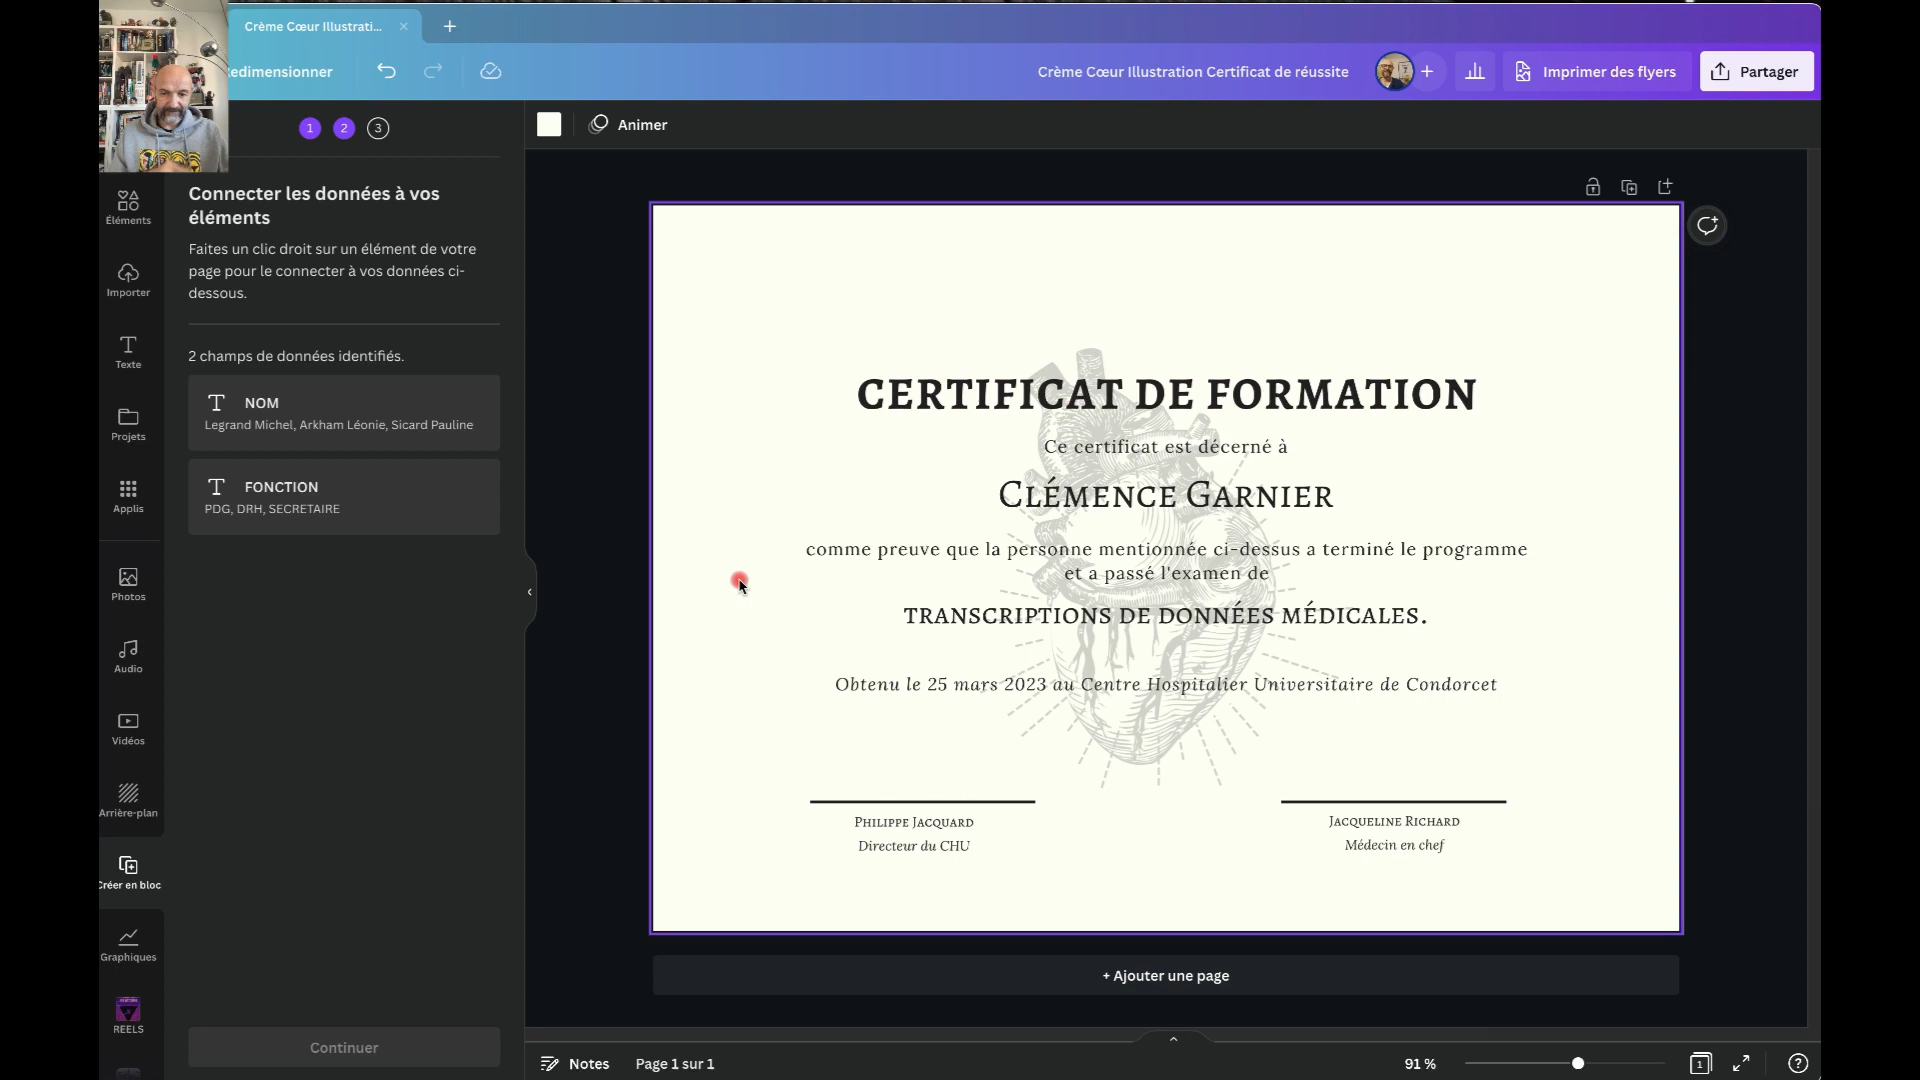 Crème Cœur Illustrati...
edimensionner
Crème Cœur Illustration Certificat de réussite
Imprimer des flyers
Partager
1 2 3
Animer
Connecter les données à vos
éléments
Faites un clic droit sur un élément de votre
page pour le connecter à vos données ci-
dessous.
2 champs de données identifiés.
NOM
Legrand Michel, Arkham Léonie, Sicard Pauline
FONCTION
PDG, DRH, SECRETAIRE
Continuer
Éléments
Importer
Texte
Projets
Applis
Photos
Audio
Vidéos
Arrière-plan
Créer en bloc
Graphiques
REELS
CERTIFICAT DE FORMATION
Ce certificat est décerné à
Clémence Garnier
comme preuve que la personne mentionnée ci-dessus a terminé le programme
et a passé l'examen de
TRANSCRIPTIONS DE DONNÉES MÉDICALES.
Obtenu le 25 mars 2023 au Centre Hospitalier Universitaire de Condorcet
Philippe Jacquard
Directeur du CHU
Jacqueline Richard
Médecin en chef
+ Ajouter une page
Notes
Page 1 sur 1
91 %
1
?